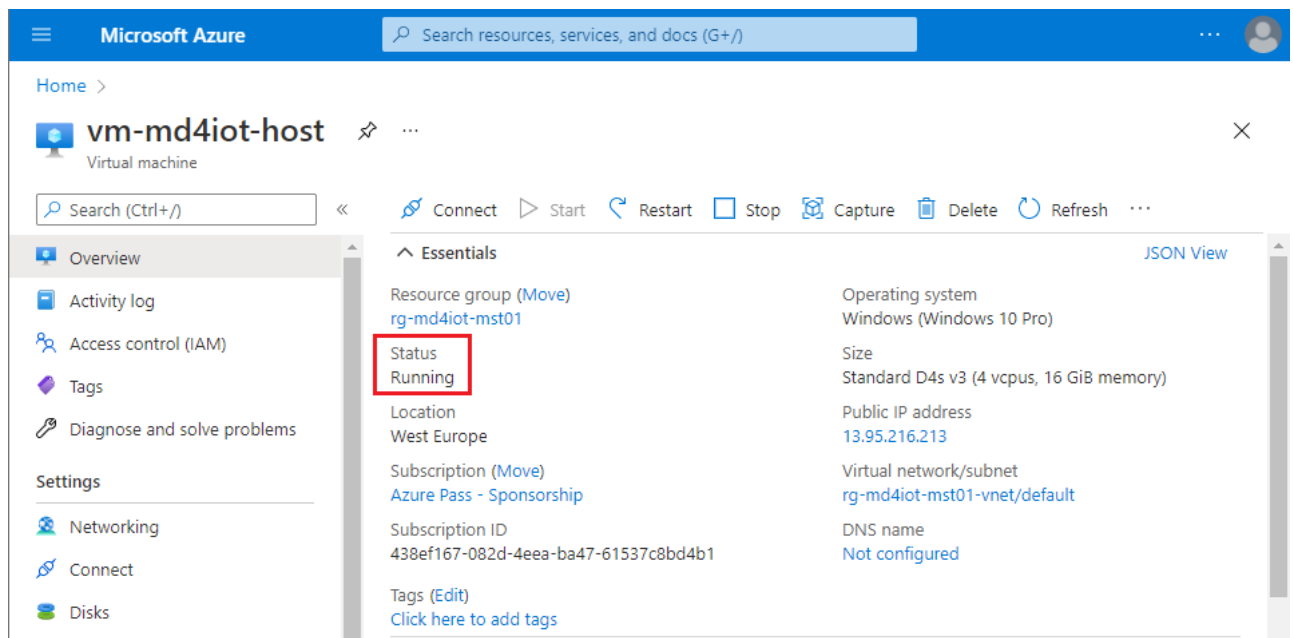 Microsoft Azure
Search resources, services, and docs (G+/)
Home >
vm-md4iot-host
Virtual machine
Search (Ctrl+/)
Connect Start Restart Stop Capture Delete Refresh
Overview
Activity log
Access control (IAM)
Tags
Diagnose and solve problems
Settings
Networking
Connect
Disks
Essentials
JSON View
Resource group (Move)
rg-md4iot-mst01
Status
Running
Location
West Europe
Subscription (Move)
Azure Pass - Sponsorship
Subscription ID
438ef167-082d-4eea-ba47-61537c8bd4b1
Tags (Edit)
Click here to add tags
Operating system
Windows (Windows 10 Pro)
Size
Standard D4s v3 (4 vcpus, 16 GiB memory)
Public IP address
13.95.216.213
Virtual network/subnet
rg-md4iot-mst01-vnet/default
DNS name
Not configured